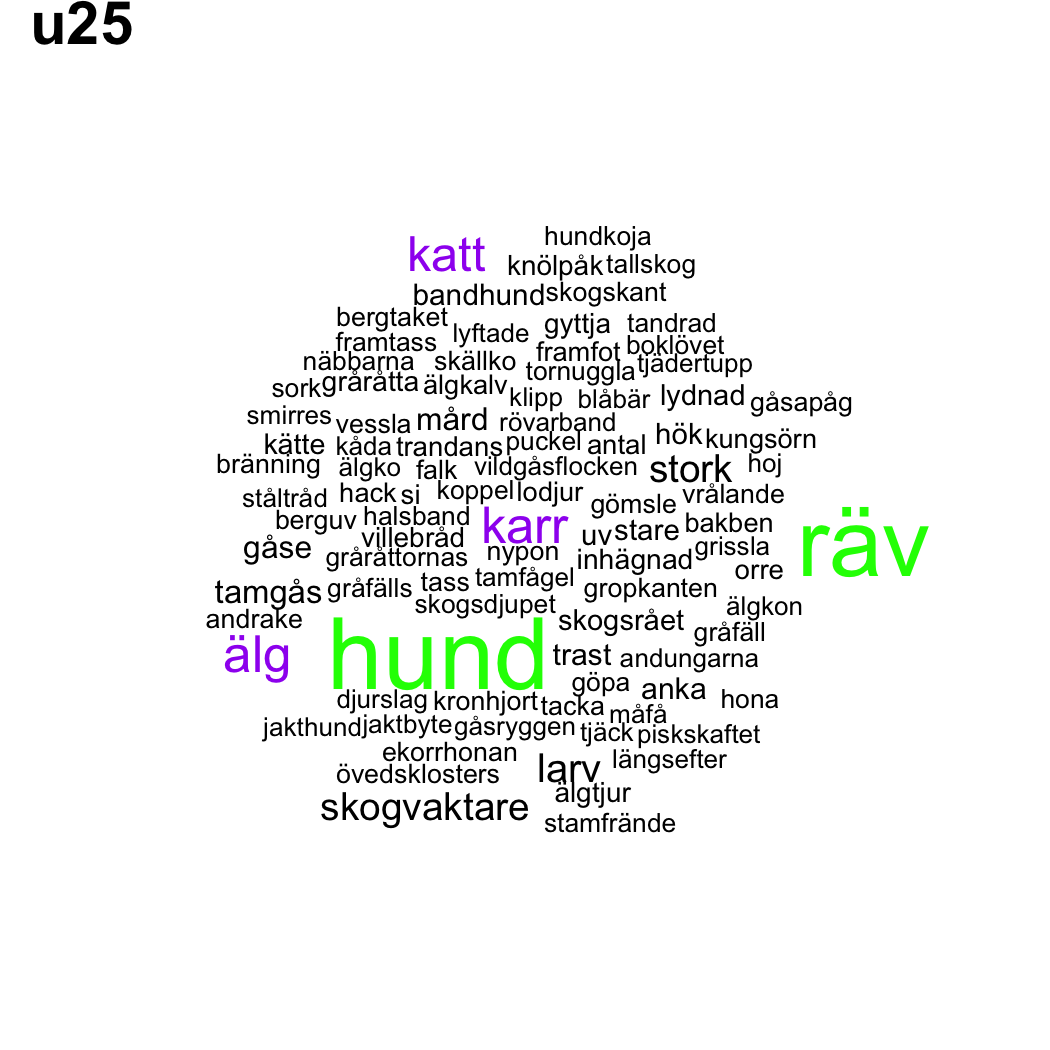 u25
hundkoja
katt knölpåk tallskog
bandhund skogskant
bergtaket lyftade gyttja tandrad
framtass framfot boklövet
näbbarna skällko tornuggla tjädertupp
sork gråråtta älgkalv klipp blåbär lydnad gåsapåg
smirres vessla mård rövarband hök kungsörn
kätte kåda trandans puckel antal
bränning älgko falk vildgåsflocken stork hoj
ståltråd hack si koppel lodjur gömsle vrålande
berguv halsband karr uv stare bakben räv
gåse villebråd nypon inhägnad grissla
gråråttornas orre
tamgås gråfälls tass tamfågel gropkanten
andrake skogsdjupet skogsrået älgkon
älg hund trast andungarna gråfäll
göpa anka hona
djurslag kronhjort tacka måfå
jakthund jaktbyte gåsryggen tjäck piskskaftet
ekorrhonan larv längsefter
övedsklosters älgtjur
skogvaktare stamfrände